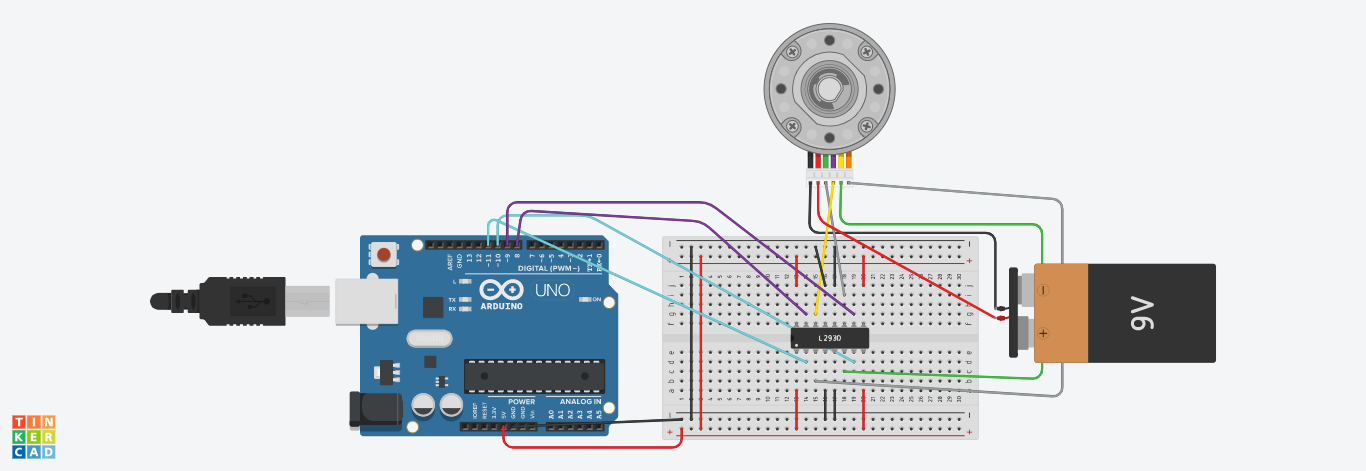 AREF
GND
13
12
~11
~10
~9
8
7
~6
~5
4
~3
2
TX→1
RX←0
DIGITAL (PWM~)
L
TX
RX
UNO
ARDUINO
ON
IOREF
RESET
3.3V
5V
GND
GND
Vin
POWER
ANALOG IN
A0
A1
A2
A3
A4
A5
L293D
9V
TIN
KER
CAD